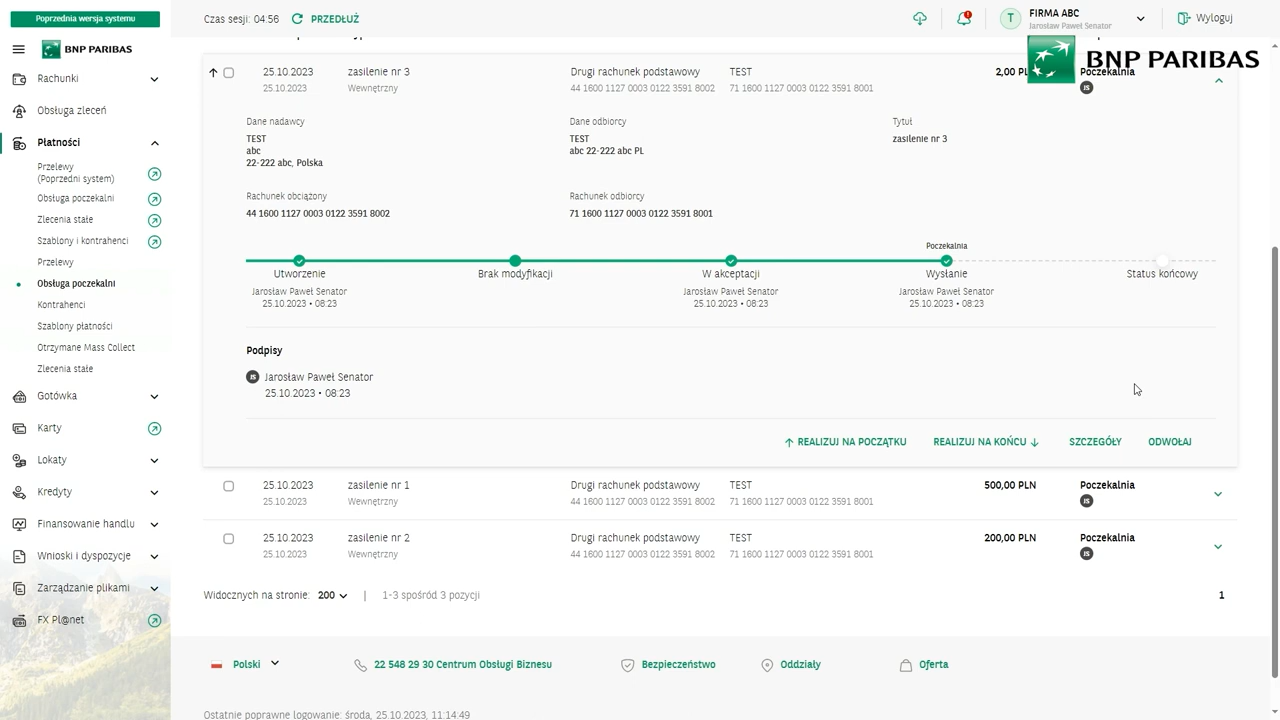 Poprzednia wersja systemu
Czas sesji: 04:56 PRZEDŁUŻ
T FIRMA ABC
Jarosław Paweł Senator
Wyloguj
BNP PARIBAS
BNP PARIBAS
Rachunki
Obsługa zleceń
Płatności
Przelewy
(Poprzedni system)
Obsługa poczekalni
Zlecenia stałe
Szablony i kontrahenci
Przelewy
Obsługa poczekalni
Kontrahenci
Szablony płatności
Otrzymane Mass Collect
Zlecenia stałe
Gotówka
Karty
Lokaty
Kredyty
Finansowanie handlu
Wnioski i dyspozycje
Zarządzanie plikami
FX Pl@net
25.10.2023 zasilenie nr 3 Drugi rachunek podstawowy TEST 2,00 PL Poczekalnia
25.10.2023 Wewnętrzny 44 1600 1127 0003 0122 3591 8002 71 1600 1127 0003 0122 3591 8001 JS
Dane nadawcy Dane odbiorcy Tytuł
TEST TEST zasilenie nr 3
abc abc 22-222 abc PL
22-222 abc, Polska
Rachunek obciążony Rachunek odbiorcy
44 1600 1127 0003 0122 3591 8002 71 1600 1127 0003 0122 3591 8001
Poczekalnia
Utworzenie Brak modyfikacji W akceptacji Wysłanie Status końcowy
Jarosław Paweł Senator Jarosław Paweł Senator Jarosław Paweł Senator
25.10.2023 • 08:23 25.10.2023 • 08:23 25.10.2023 • 08:23
Podpisy
JS Jarosław Paweł Senator
25.10.2023 • 08:23
REALIZUJ NA POCZĄTKU REALIZUJ NA KOŃCU SZCZEGÓŁY ODWOŁAJ
25.10.2023 zasilenie nr 1 Drugi rachunek podstawowy TEST 500,00 PLN Poczekalnia
25.10.2023 Wewnętrzny 44 1600 1127 0003 0122 3591 8002 71 1600 1127 0003 0122 3591 8001 JS
25.10.2023 zasilenie nr 2 Drugi rachunek podstawowy TEST 200,00 PLN Poczekalnia
25.10.2023 Wewnętrzny 44 1600 1127 0003 0122 3591 8002 71 1600 1127 0003 0122 3591 8001 JS
Widocznych na stronie: 200 | 1-3 spośród 3 pozycji 1
Polski 22 548 29 30 Centrum Obsługi Biznesu Bezpieczeństwo Oddziały Oferta
Ostatnie poprawne logowanie: środa, 25.10.2023, 11:14:49